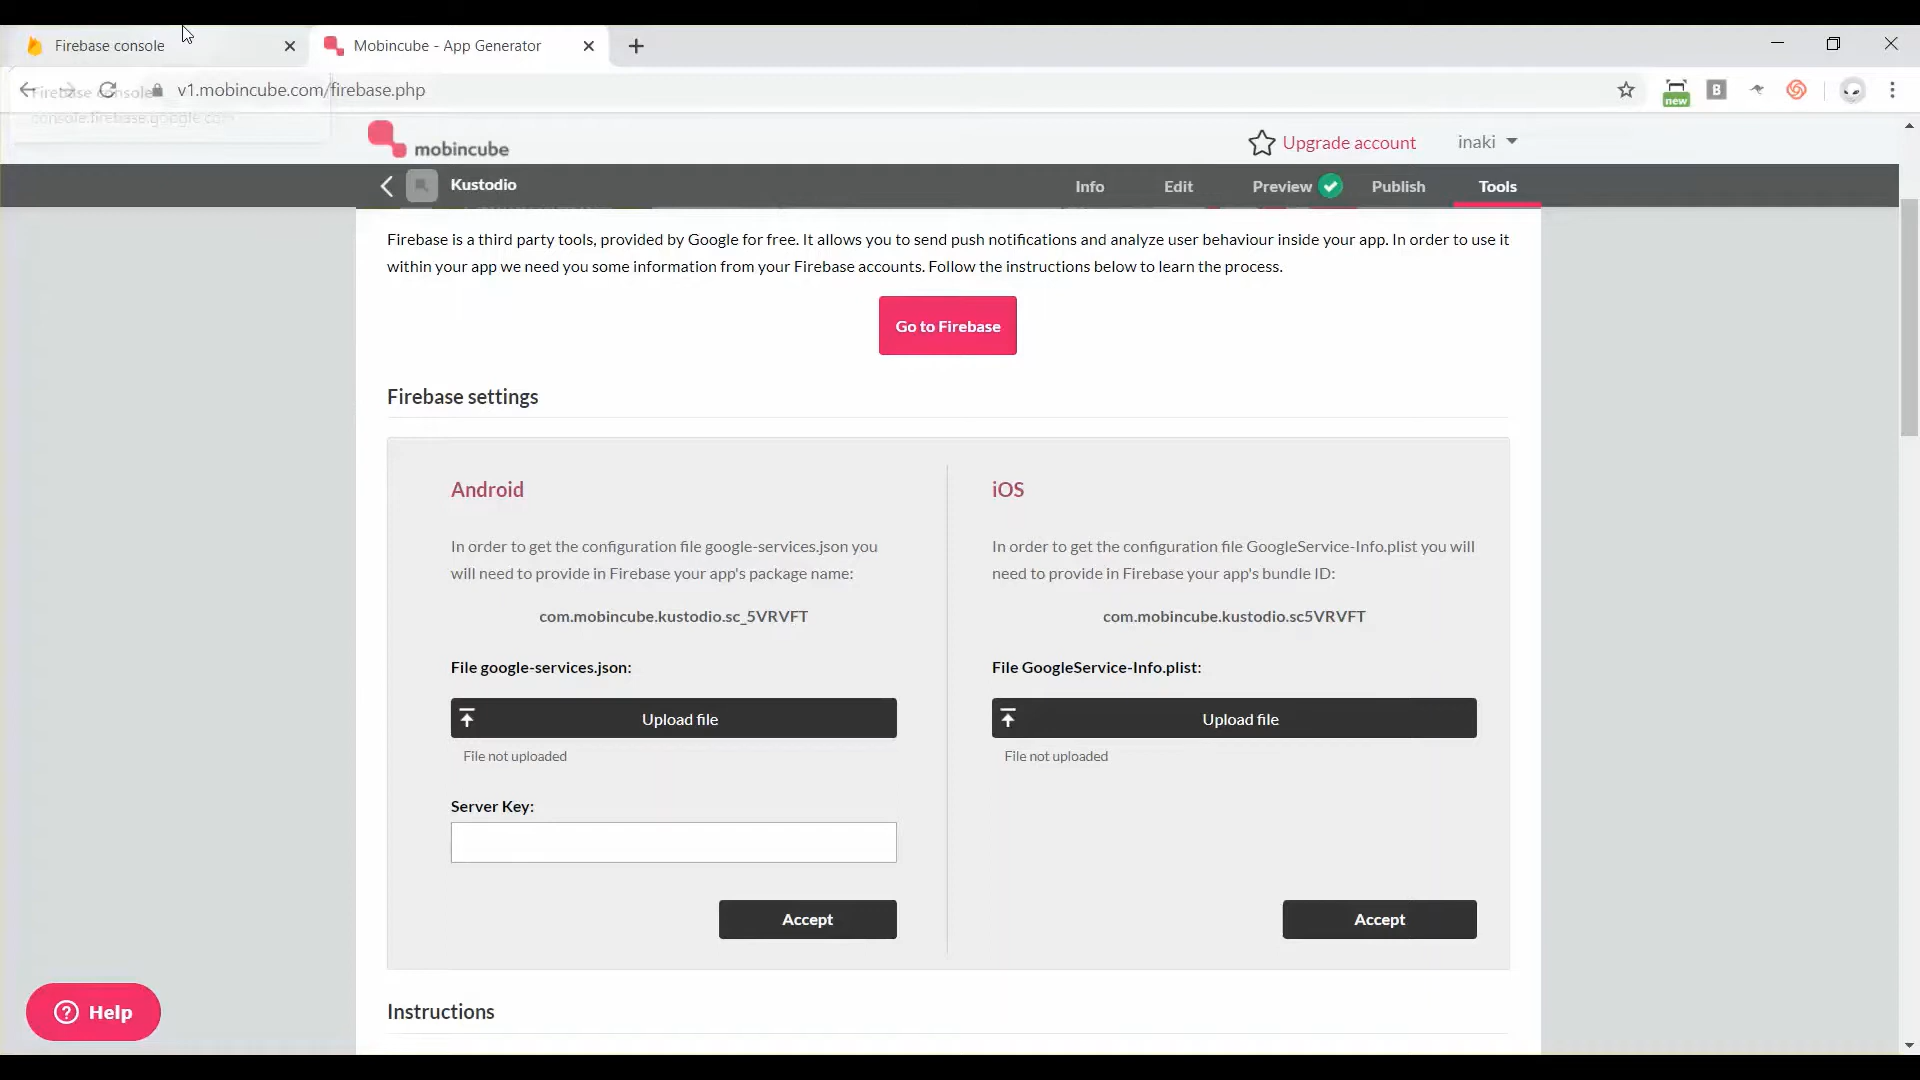 Firebase console
Mobincube - App Generator
v1.mobincube.com/firebase.php
new
B
Firebase console
console.firebase.google.com
mobincube
Upgrade account
inaki
Kustodio
Info
Edit
Preview
Publish
Tools
Firebase is a third party tools, provided by Google for free. It allows you to send push notifications and analyze user behaviour inside your app. In order to use it
within your app we need you some information from your Firebase accounts. Follow the instructions below to learn the process.
Go to Firebase
Firebase settings
Android
In order to get the configuration file google-services.json you
will need to provide in Firebase your app's package name:
com.mobincube.kustodio.sc_5VRVFT
File google-services.json:
Upload file
File not uploaded
Server Key:
Accept
iOS
In order to get the configuration file GoogleService-Info.plist you will
need to provide in Firebase your app's bundle ID:
com.mobincube.kustodio.sc5VRVFT
File GoogleService-Info.plist:
Upload file
File not uploaded
Accept
Instructions
? Help